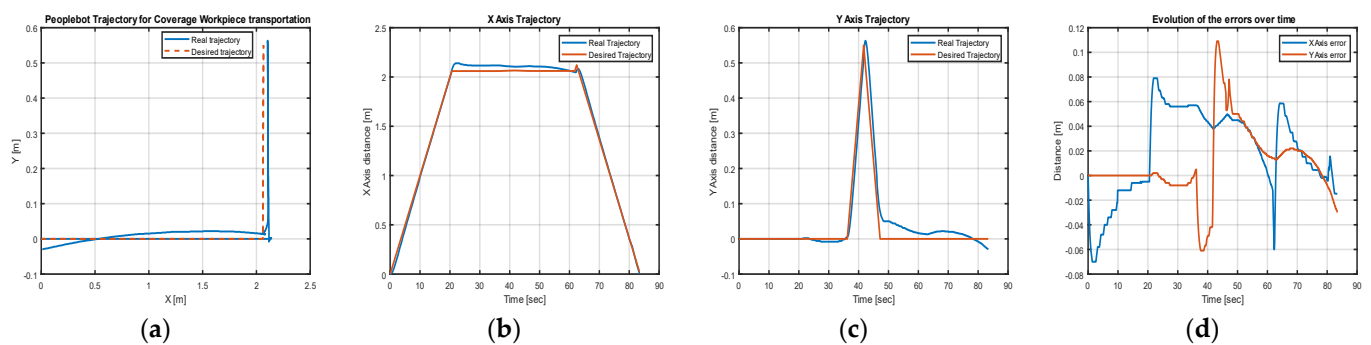 Peoplebot Trajectory for Coverage Workpiece transportation
0.6
0.5
0.4
0.3
0.2
0.1
0
-0.1
Y [m]
Real trajectory
Desired trajectory
0
0.5
1
1.5
2
2.5
X [m]
(a)
X Axis Trajectory
2.5
2
1.5
1
0.5
0
X Axis distance [m]
Real Trajectory
Desired Trajectory
0
10
20
30
40
50
60
70
80
90
Time [sec]
(b)
Y Axis Trajectory
0.6
0.5
0.4
0.3
0.2
0.1
0
-0.1
Y Axis distance [m]
Real Trajectory
Desired Trajectory
0
10
20
30
40
50
60
70
80
90
Time [sec]
(c)
Evolution of the errors over time
0.12
0.1
0.08
0.06
0.04
0.02
0
-0.02
-0.04
-0.06
-0.08
Distance [m]
X Axis error
Y Axis error
0
10
20
30
40
50
60
70
80
90
Time [sec]
(d)